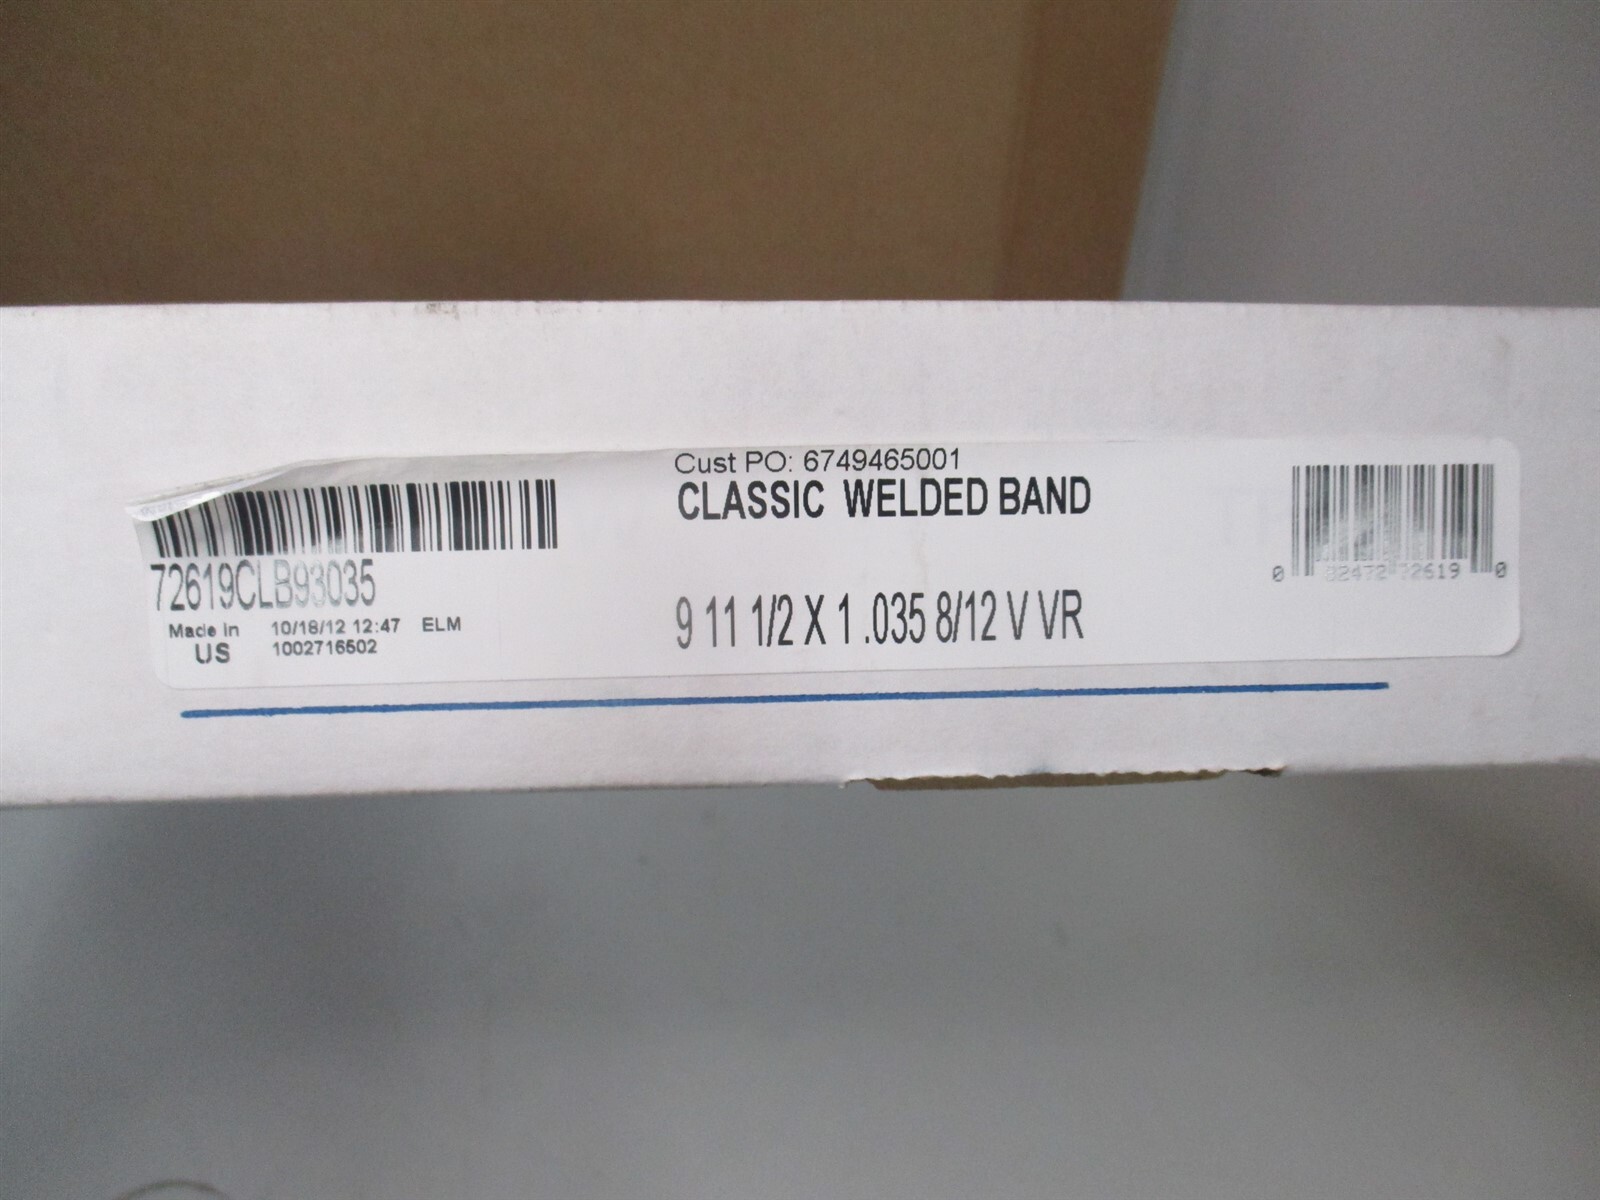 Cust PO: 6749465001
CLASSIC WELDED BAND
72619CLB93035
Made in
US
10/18/12 12:47 ELM
1002716502
9 11 1/2 X 1 .035 8/12 V VR
0 82472 72619 0